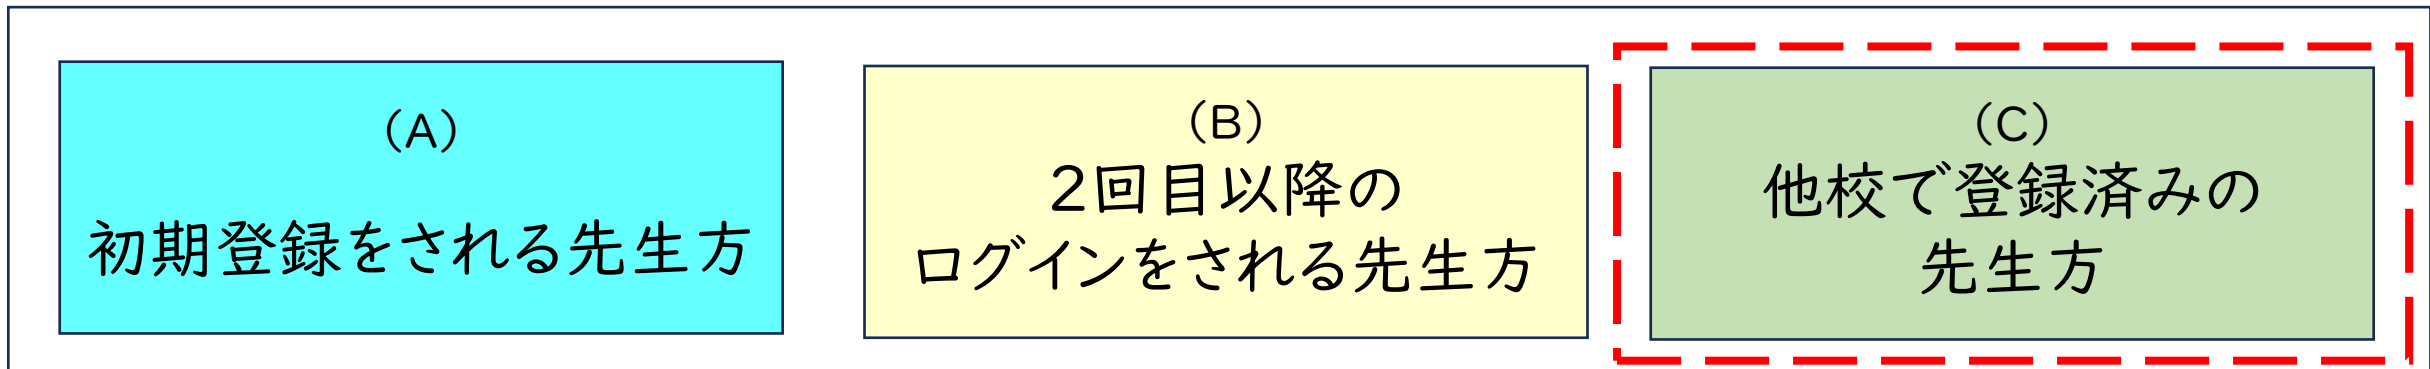 （A）
初期登録をされる先生方
（B）
2回目以降の
ログインをされる先生方
（C）
他校で登録済みの
先生方